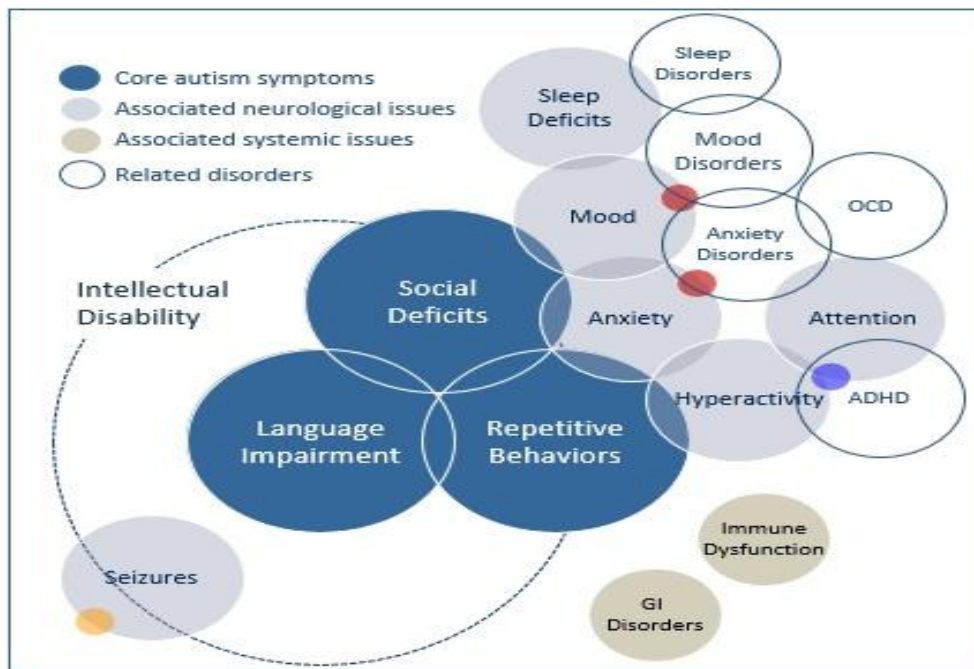 Core autism symptoms
Associated neurological issues
Associated systemic issues
Related disorders
Sleep
Disorders
Sleep
Deficits
Mood
Disorders
Mood
OCD
Anxiety
Disorders
Intellectual
Disability
Social
Deficits
Anxiety
Attention
Hyperactivity
ADHD
Language
Impairment
Repetitive
Behaviors
Immune
Dysfunction
Seizures
GI
Disorders